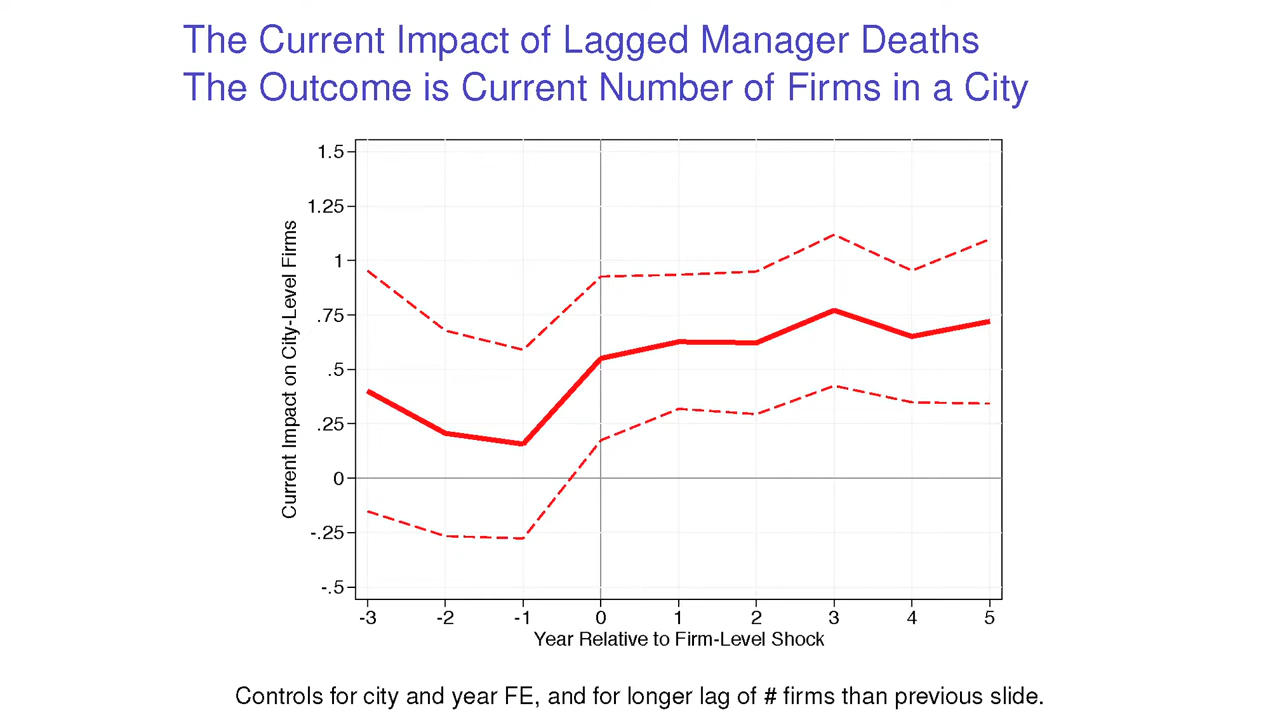 The Current Impact of Lagged Manager Deaths
The Outcome is Current Number of Firms in a City
Current Impact on City-Level Firms
1.5
1.25
1
.75
.5
.25
0
-.25
-.5
-3 -2 -1 0 1 2 3 4 5
Year Relative to Firm-Level Shock
Controls for city and year FE, and for longer lag of # firms than previous slide.